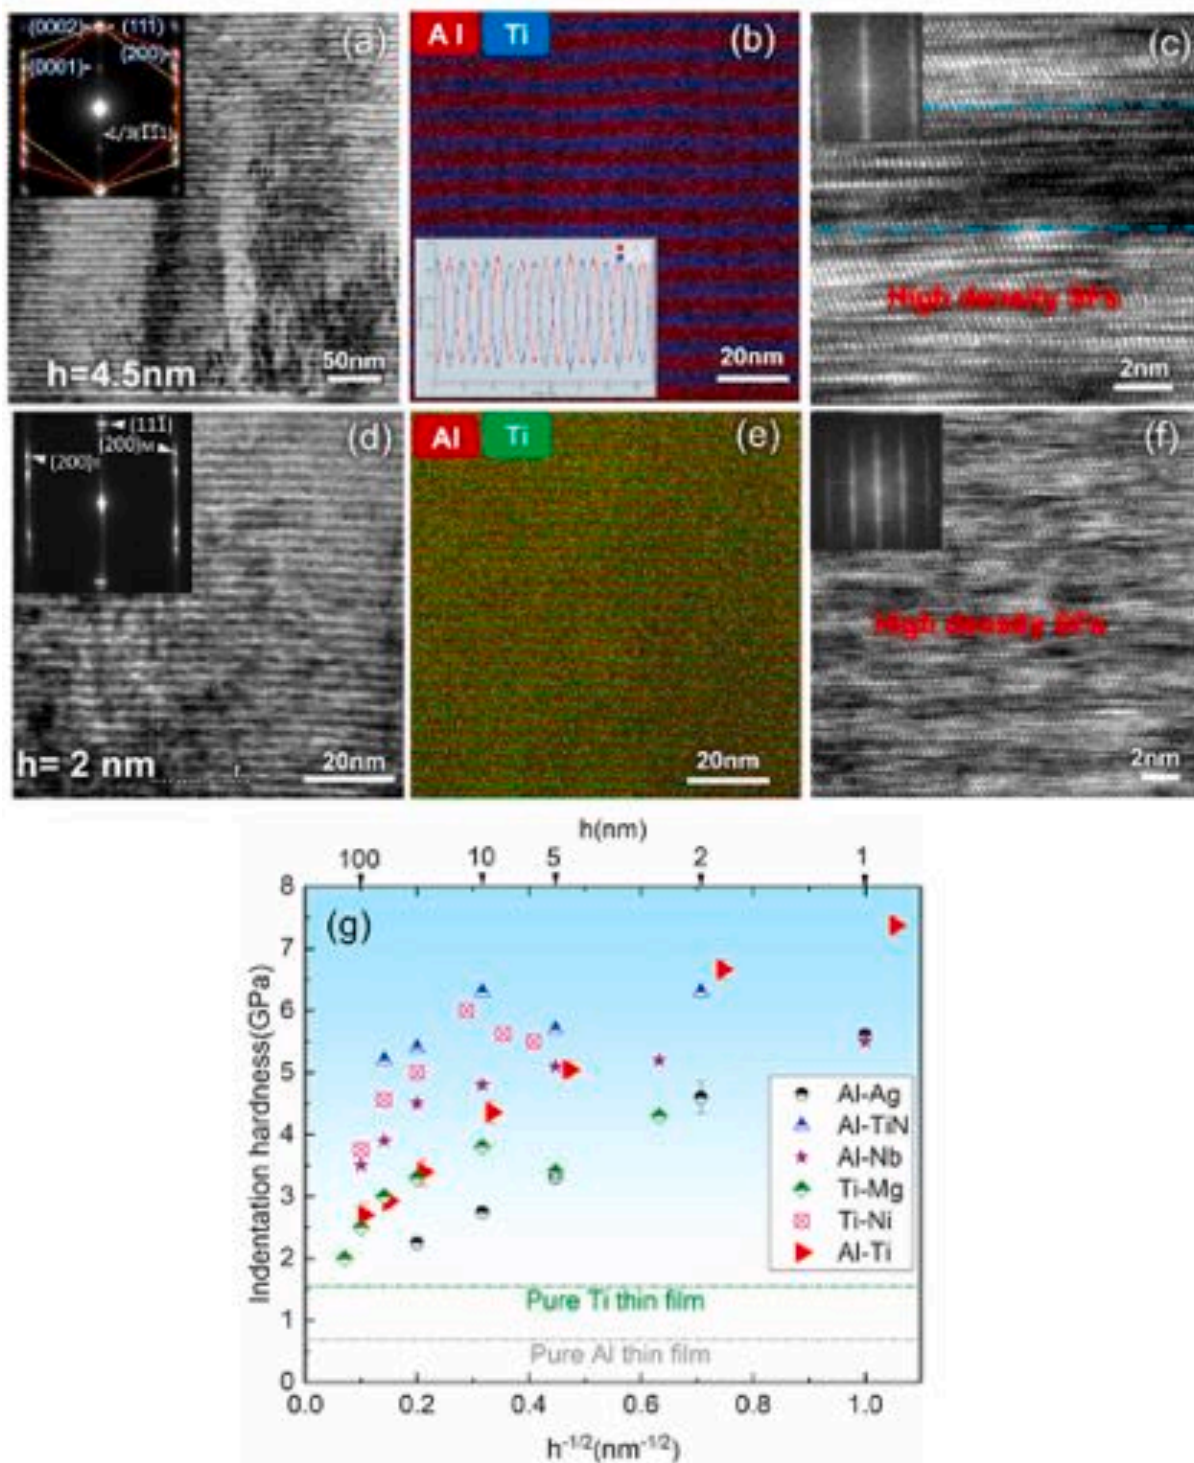 (0002) (111̄) (a)
(200)
(0001)
h=4.5nm
50nm
Al Ti (b)
20nm
(c)
High density SFs
2nm
(111̄) (d)
(200)M
(200)
h= 2 nm
20nm
Al Ti (e)
20nm
(f)
High density SFs
2nm
h(nm)
100 10 5 2 1
(g)
8
7
6
5
4
3
2
1
0
Indentation hardness(GPa)
Al-Ag
Al-TiN
Al-Nb
Ti-Mg
Ti-Ni
Al-Ti
Pure Ti thin film
Pure Al thin film
0.0 0.2 0.4 0.6 0.8 1.0
h-1/2(nm-1/2)